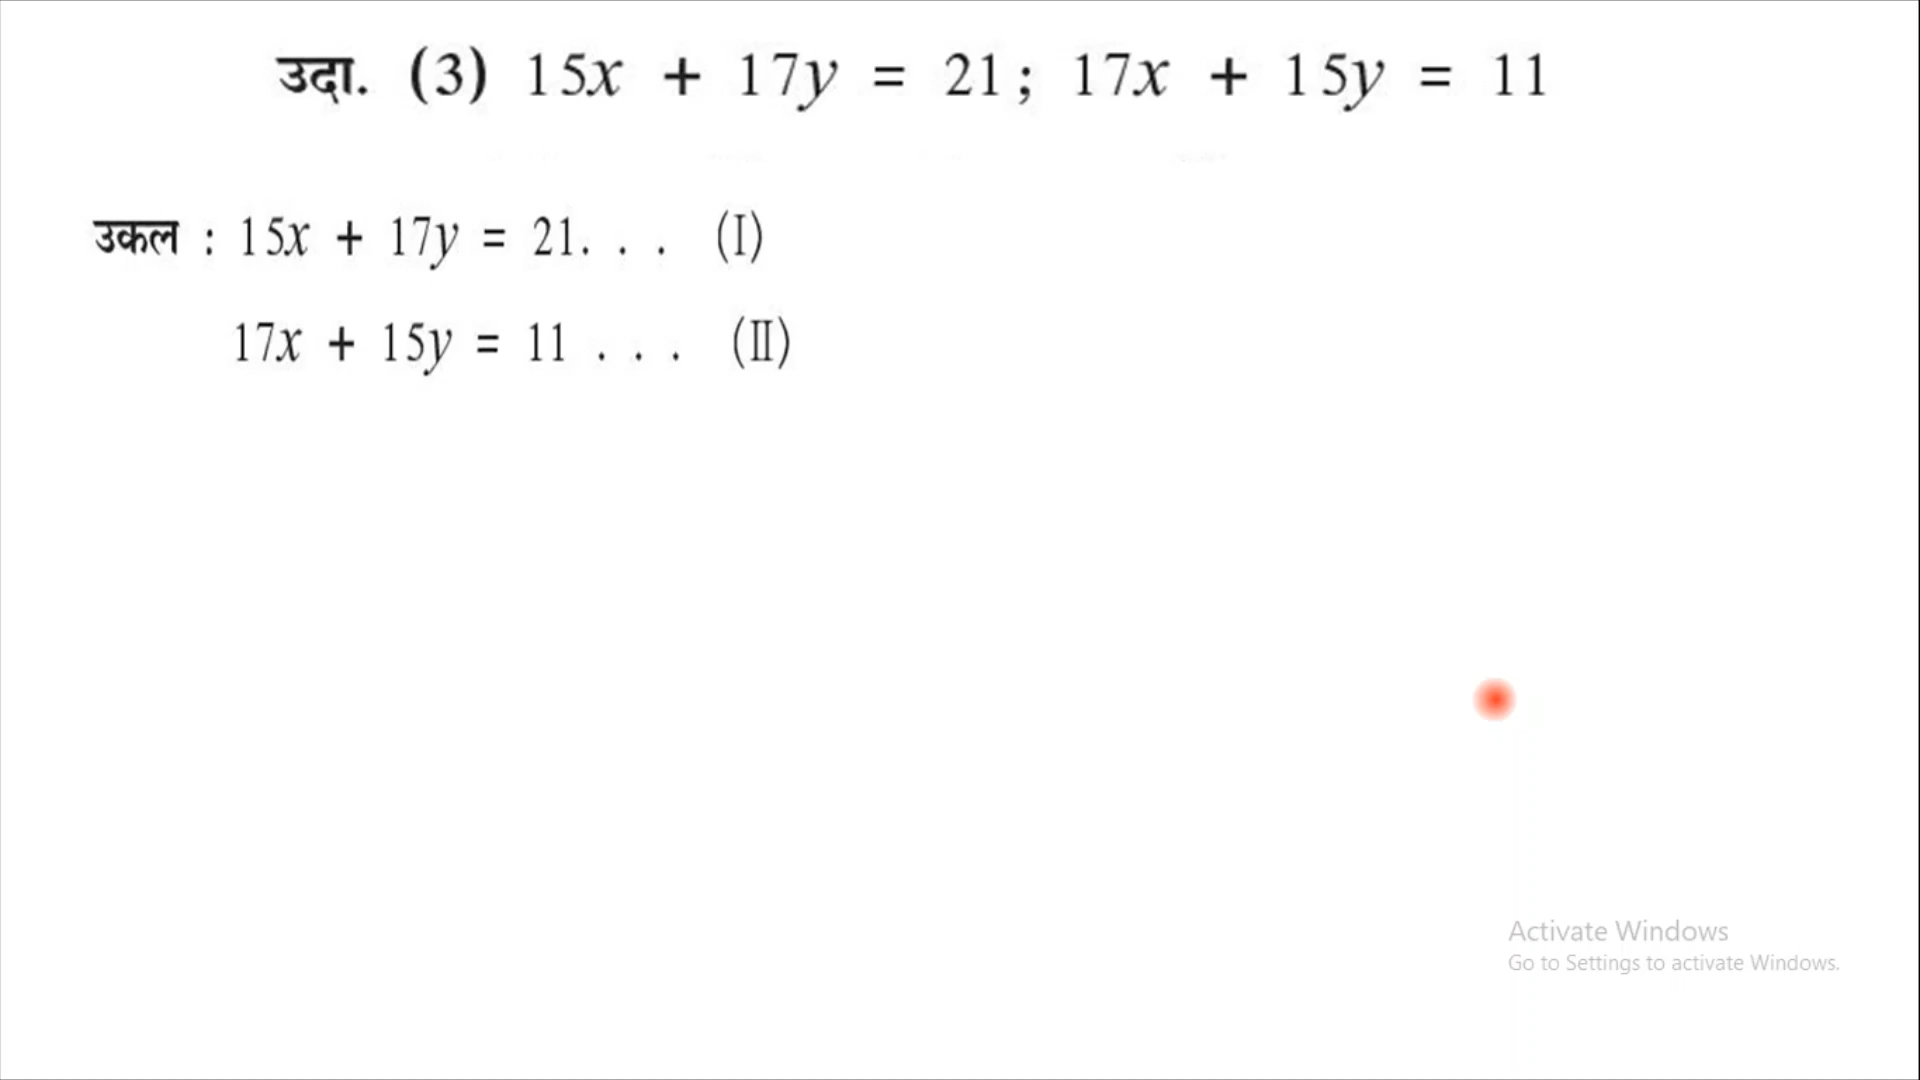 उदा. (3) 15x + 17y = 21; 17x + 15y = 11
उकल : 15x + 17y = 21. . . (I)
17x + 15y = 11 . . . (II)
Activate Windows
Go to Settings to activate Windows.